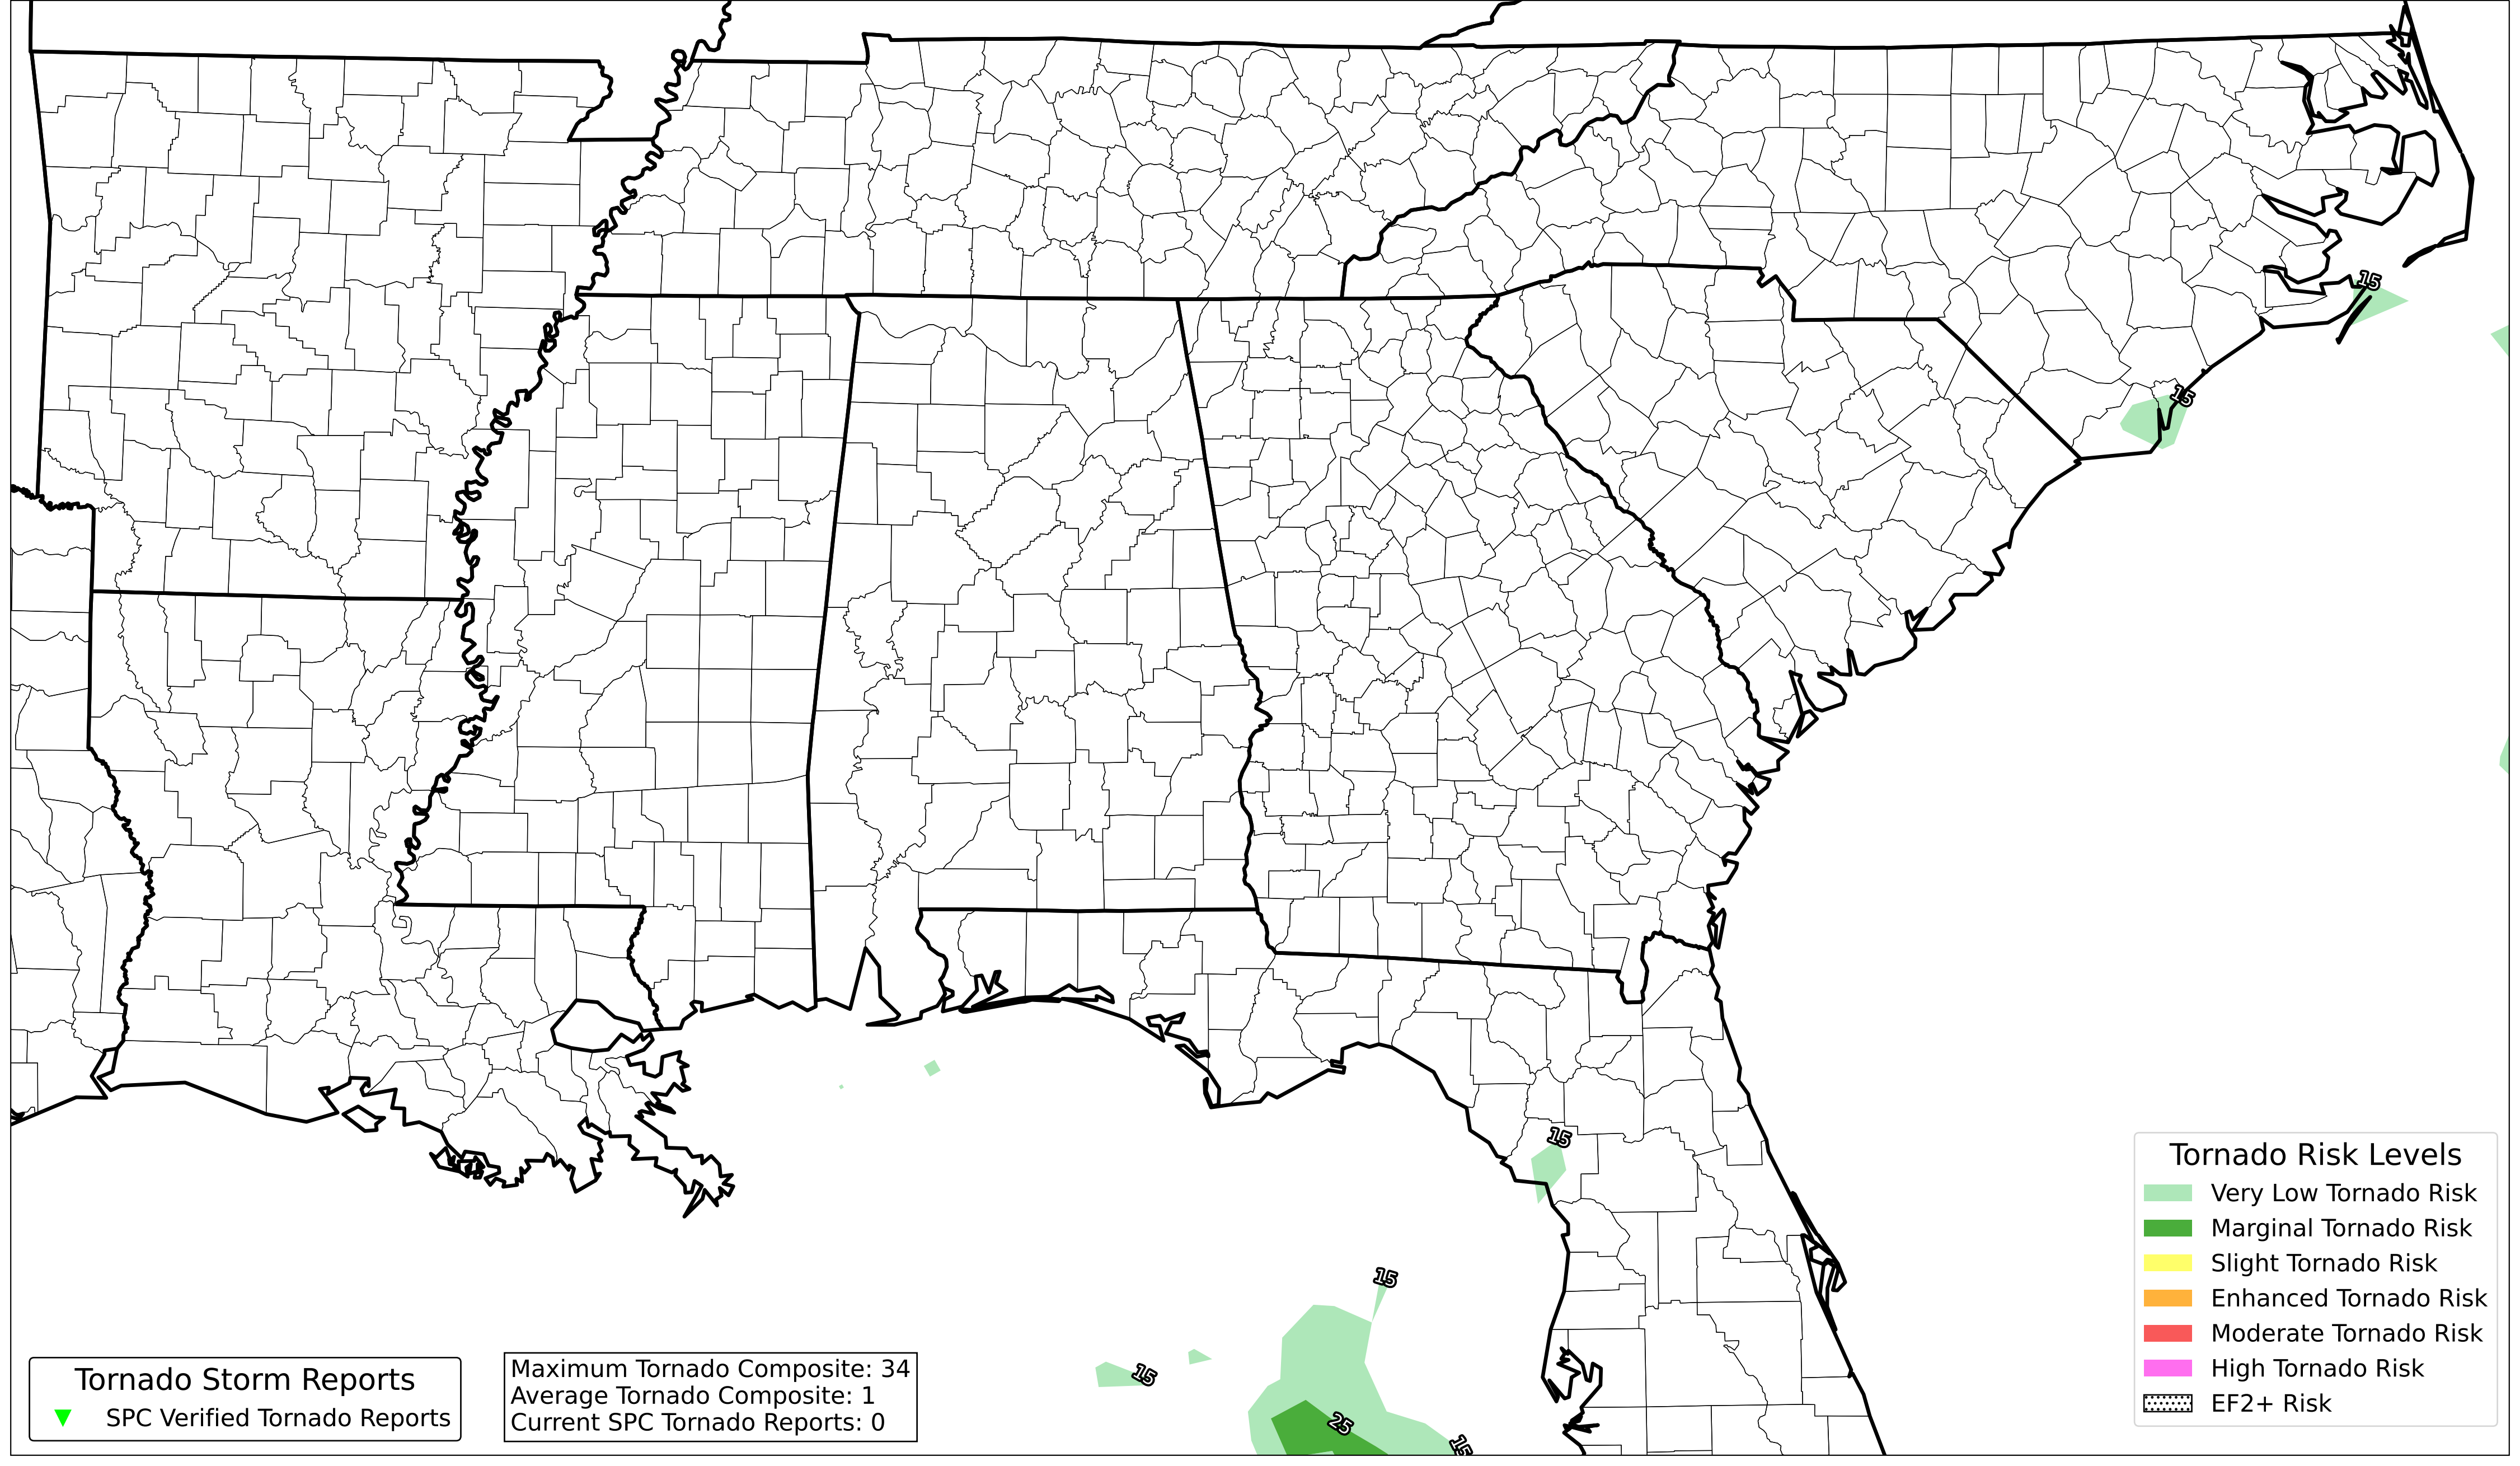 15
15
15
15
15
25
15
Tornado Storm Reports
SPC Verified Tornado Reports
Maximum Tornado Composite: 34
Average Tornado Composite: 1
Current SPC Tornado Reports: 0
Tornado Risk Levels
Very Low Tornado Risk
Marginal Tornado Risk
Slight Tornado Risk
Enhanced Tornado Risk
Moderate Tornado Risk
High Tornado Risk
EF2+ Risk